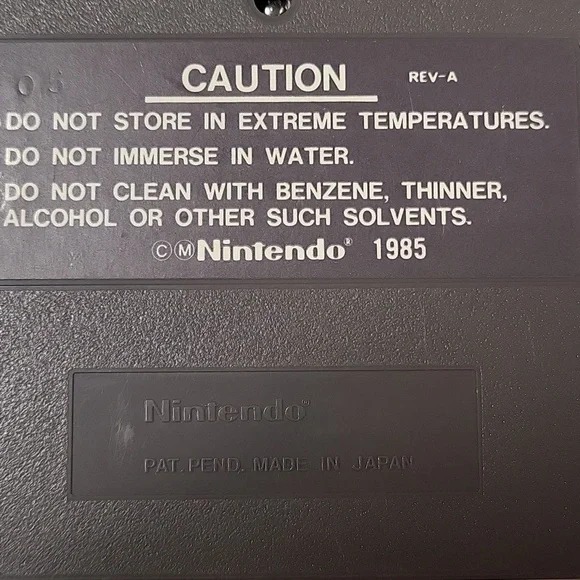 CAUTION REV-A
DO NOT STORE IN EXTREME TEMPERATURES.
DO NOT IMMERSE IN WATER.
DO NOT CLEAN WITH BENZENE, THINNER,
ALCOHOL OR OTHER SUCH SOLVENTS.
©Ⓜ Nintendo® 1985
Nintendo®
PAT. PEND. MADE IN JAPAN